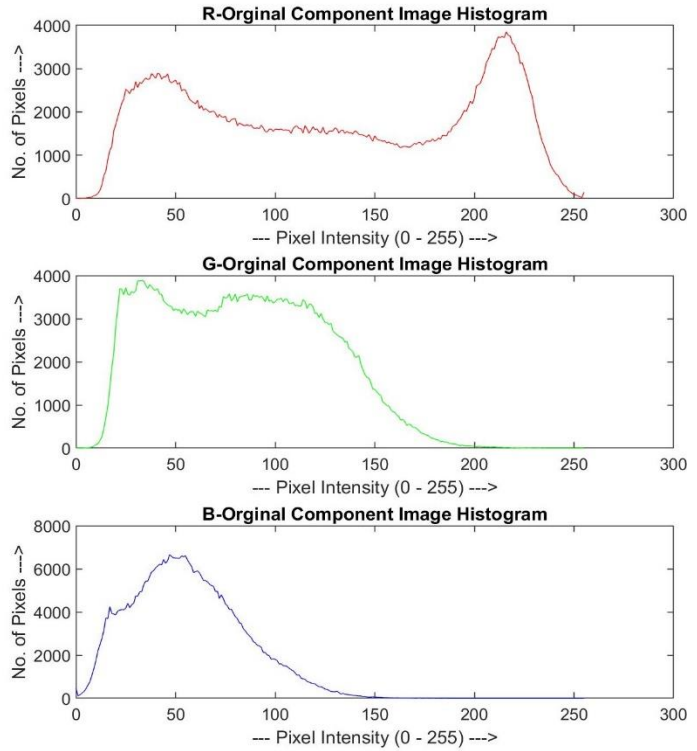 R-Orginal Component Image Histogram
No. of Pixels --->
4000
3000
2000
1000
0
0 50 100 150 200 250 300
--- Pixel Intensity (0 - 255) --->
G-Orginal Component Image Histogram
No. of Pixels --->
4000
3000
2000
1000
0
0 50 100 150 200 250 300
--- Pixel Intensity (0 - 255) --->
B-Orginal Component Image Histogram
No. of Pixels --->
8000
6000
4000
2000
0
0 50 100 150 200 250 300
--- Pixel Intensity (0 - 255) --->